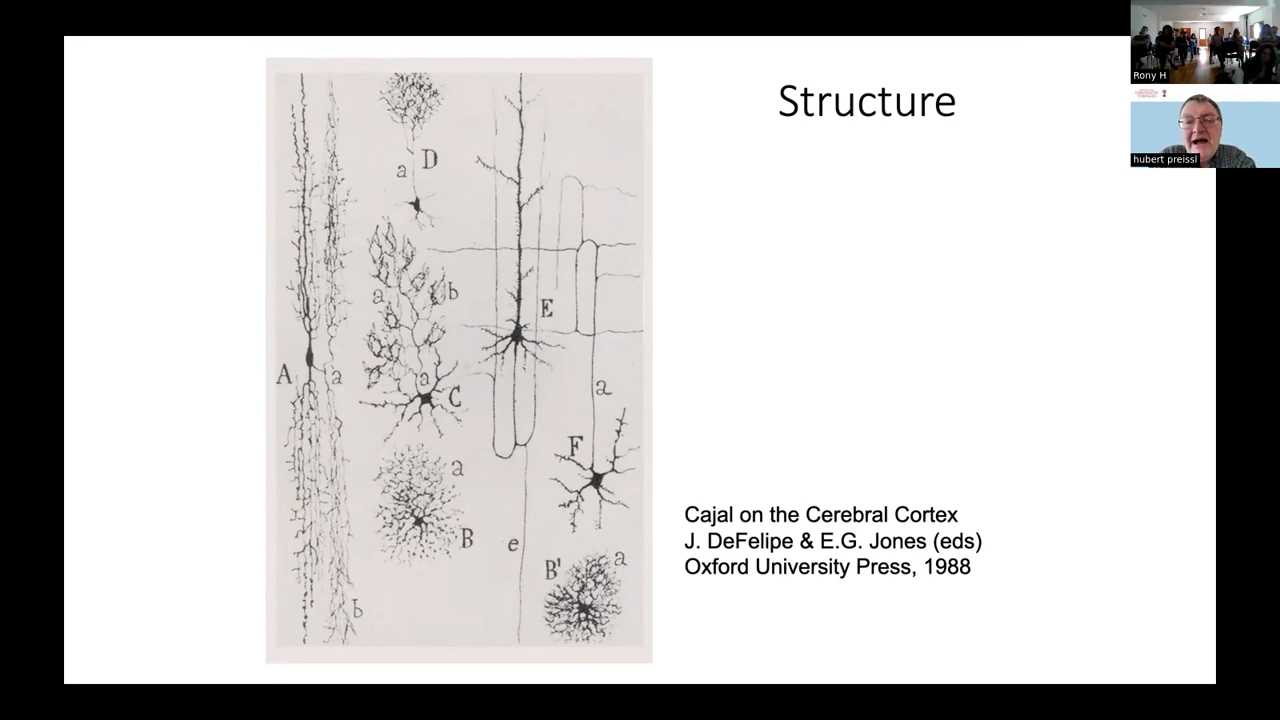 Structure
Rony H
hubert preissl
D
a
a
b
E
A
a
a
C
a
F
a
B
e
B'
a
b
Cajal on the Cerebral Cortex
J. DeFelipe & E.G. Jones (eds)
Oxford University Press, 1988